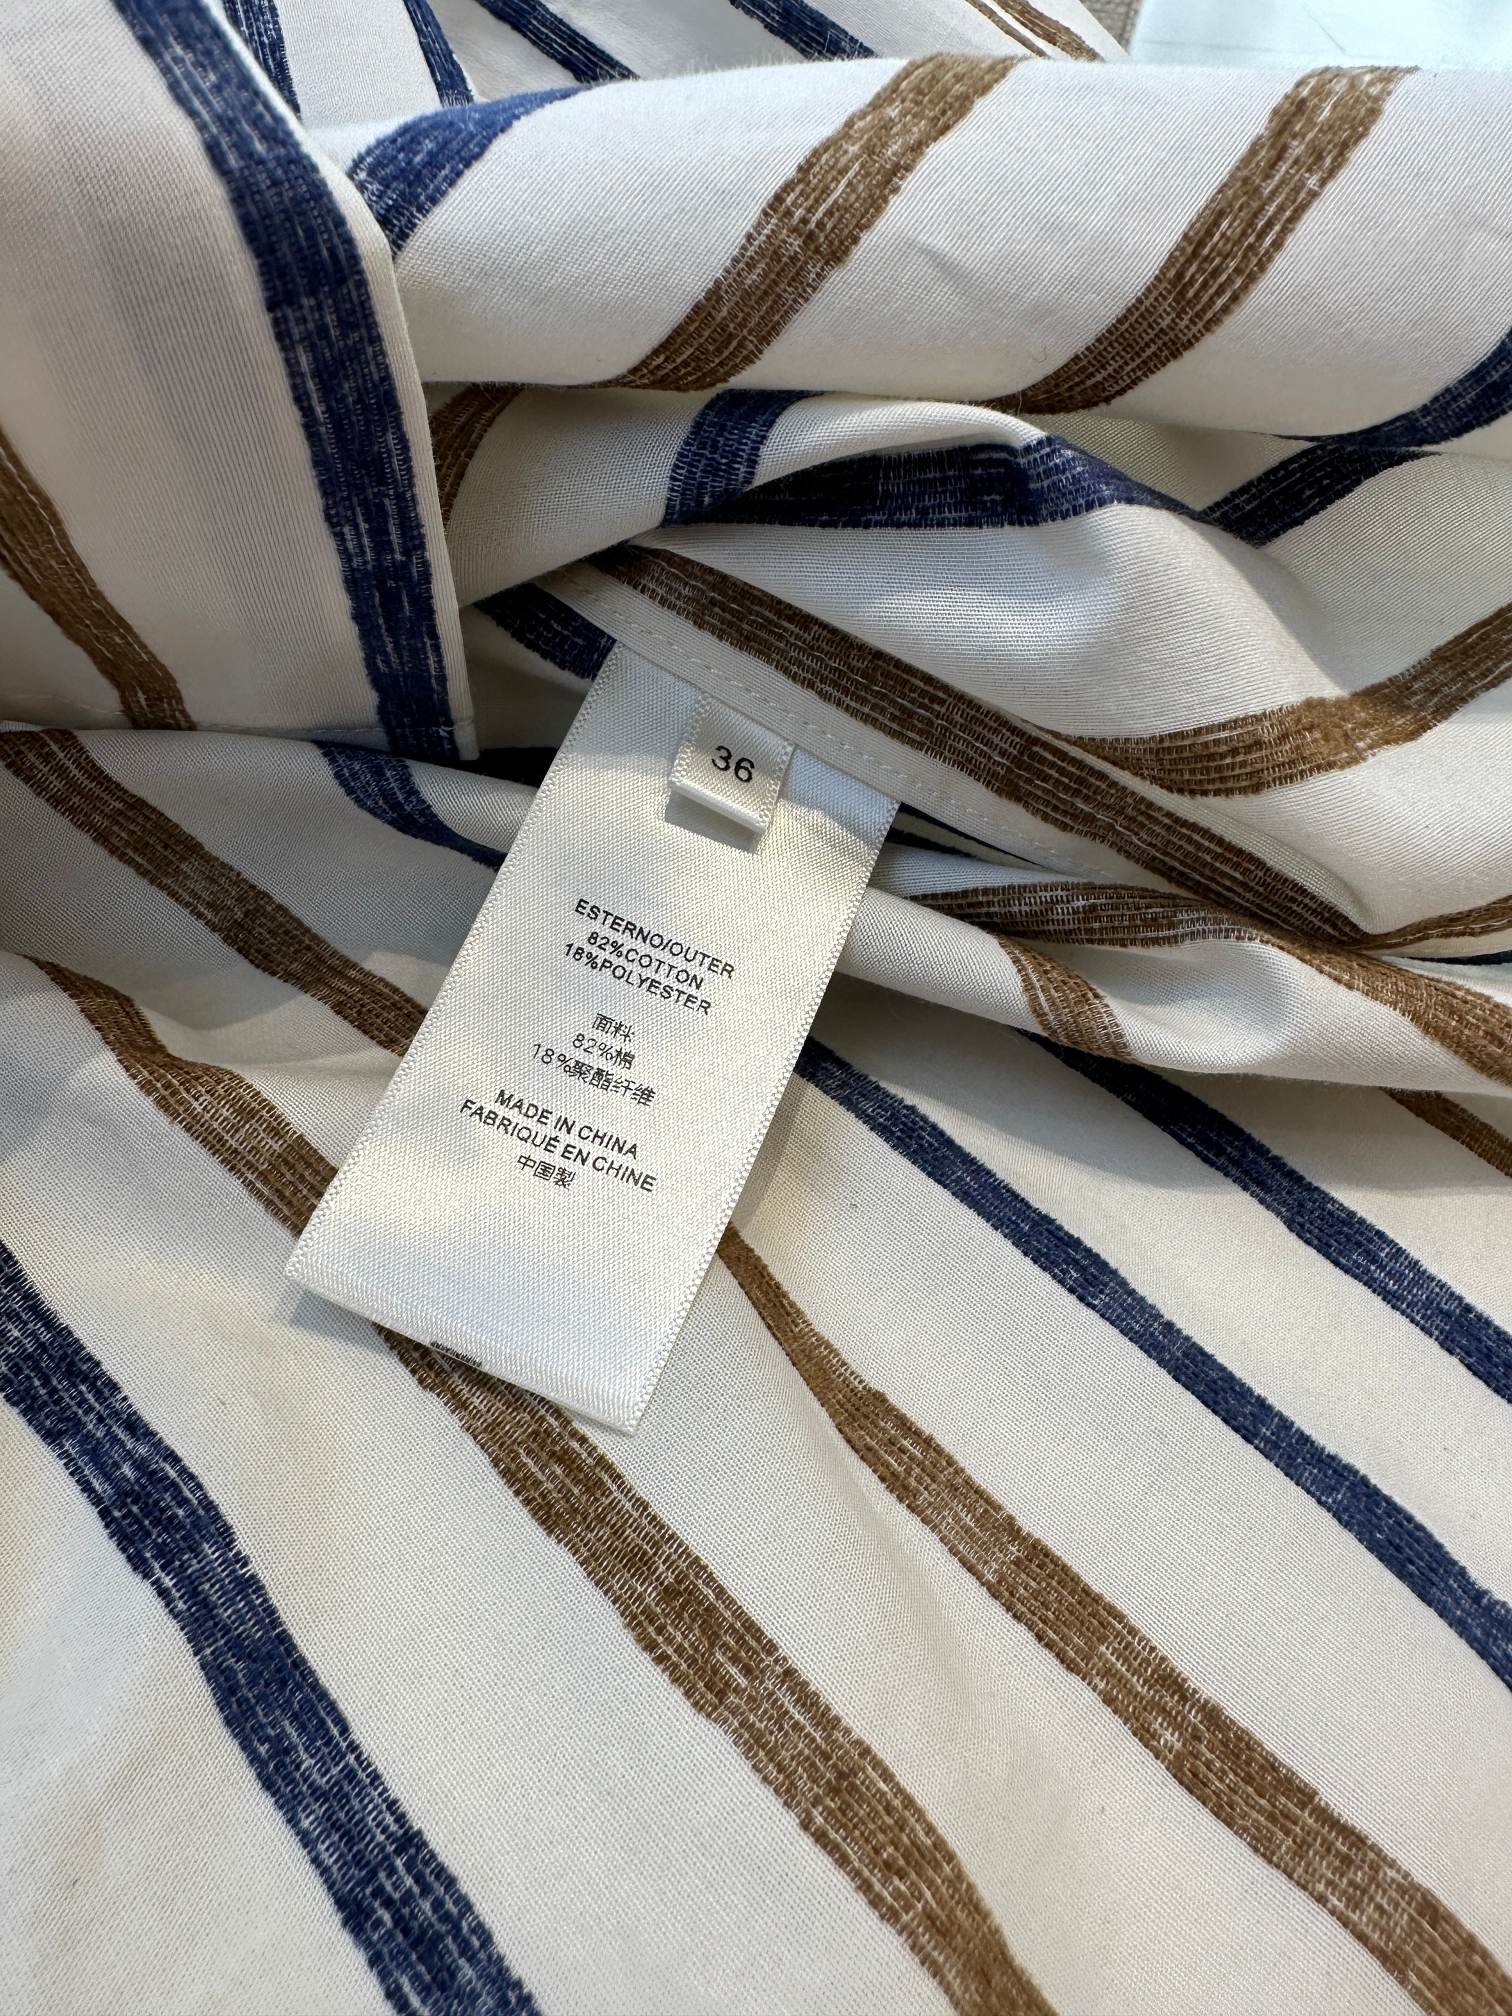 36
ESTERNO/OUTER
82%COTTON
18%POLYESTER
面料
82%棉
18%聚酯纤维
MADE IN CHINA
FABRIQUÉ EN CHINE
中国製